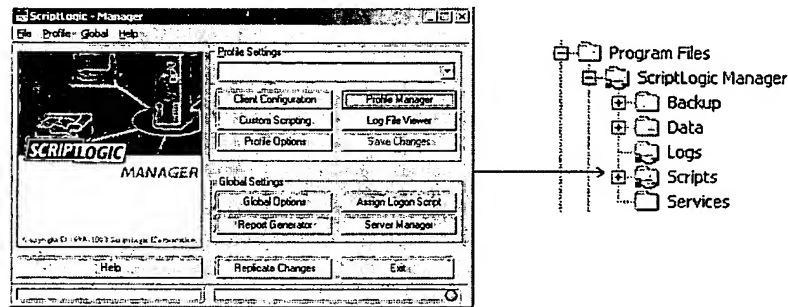 ScriptLogic - Manager
File Profile Global Help
Profile Settings
Client Configuration Profile Manager
Custom Scripting Log File Viewer
Profile Options Save Changes
SCRIPTLOGIC
MANAGER
Global Settings
Global Options Assign Logon Script
Report Generator Server Manager
Help Replicate Changes Exit
Program Files
ScriptLogic Manager
Backup
Data
Logs
Scripts
Services